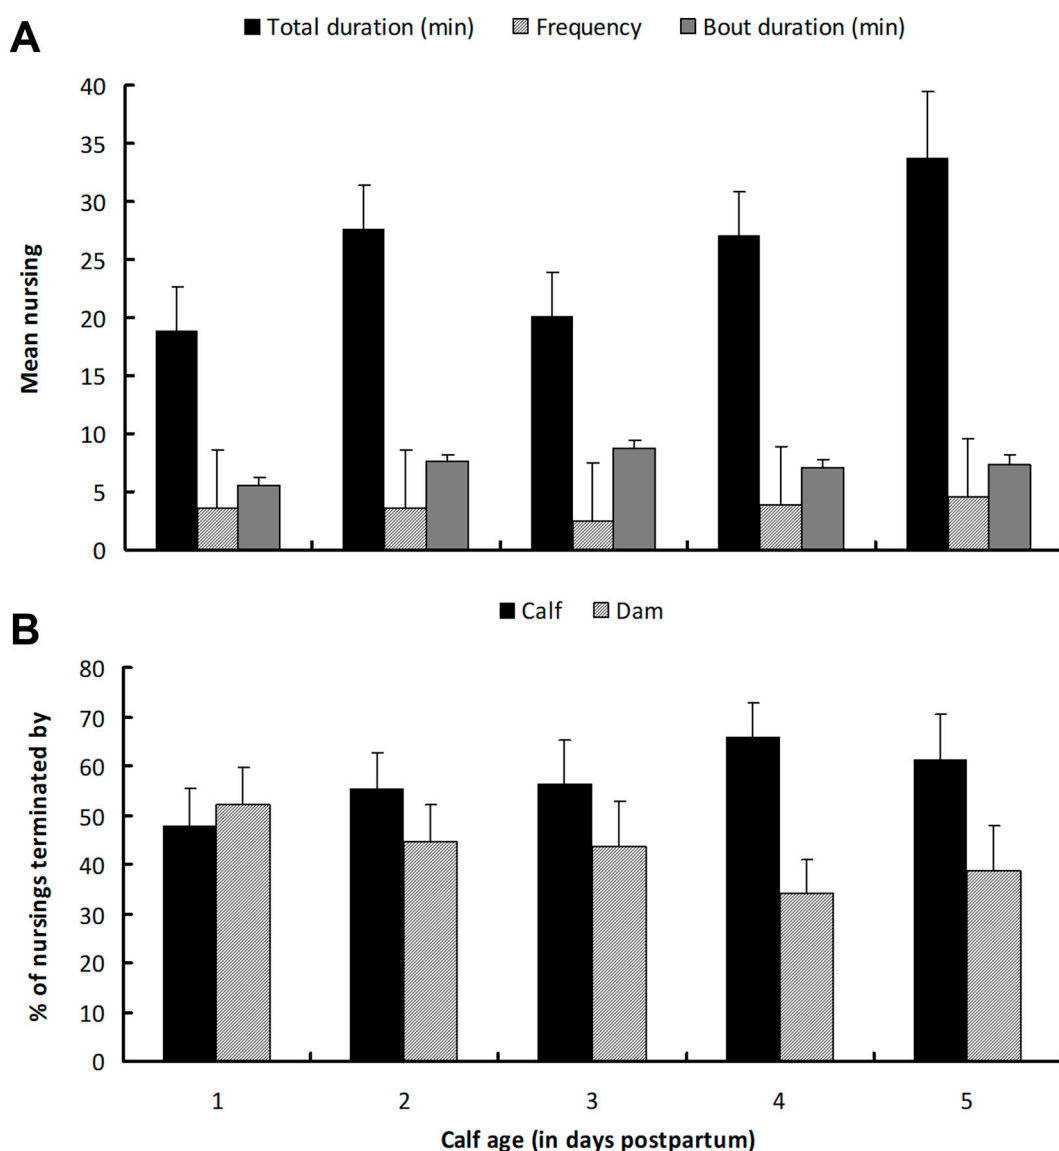 A
Total duration (min) Frequency Bout duration (min)
Mean nursing
40
35
30
25
20
15
10
5
0
B
Calf Dam
% of nursings terminated by
80
70
60
50
40
30
20
10
0
1 2 3 4 5
Calf age (in days postpartum)